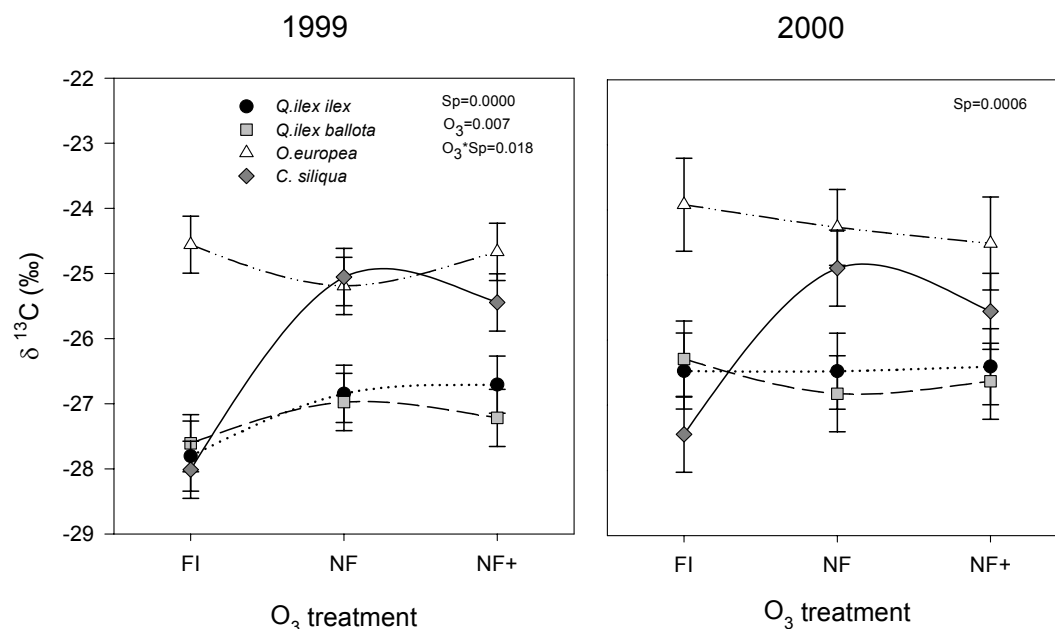 1999
2000
-22
-23
-24
-25
-26
-27
-28
-29
δ ¹³C (‰)
Q.ilex ilex
Q.ilex ballota
O.europea
C. siliqua
Sp=0.0000
O₃=0.007
O₃*Sp=0.018
Sp=0.0006
FI NF NF+
FI NF NF+
O₃ treatment
O₃ treatment